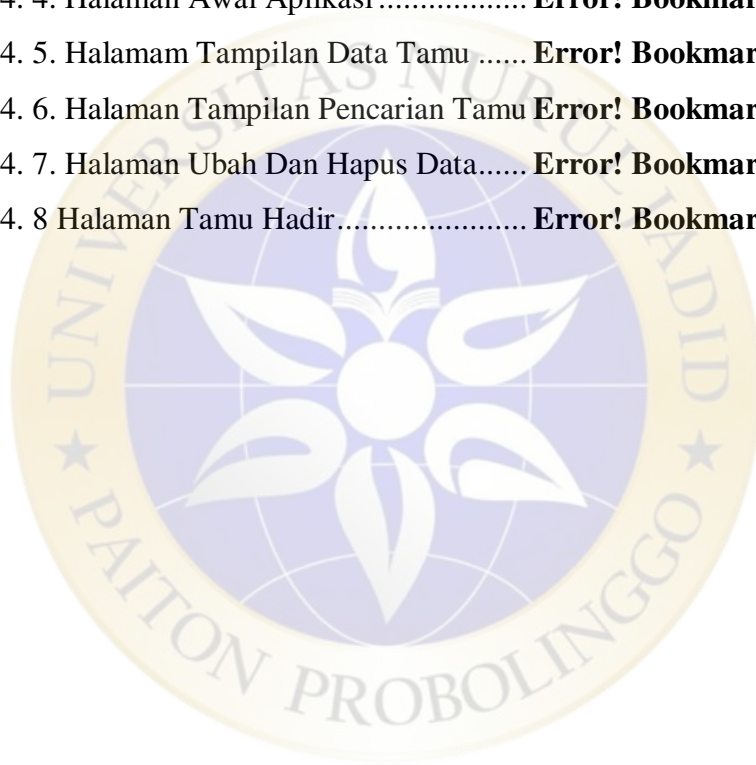 4. 4. Halaman Awal Aplikasi ................... Error! Bookmar
4. 5. Halamam Tampilan Data Tamu ...... Error! Bookmar
4. 6. Halaman Tampilan Pencarian Tamu Error! Bookmar
4. 7. Halaman Ubah Dan Hapus Data...... Error! Bookmar
4. 8 Halaman Tamu Hadir...................... Error! Bookmar
UNIVERSITAS NURUL JADID
★ PAITON PROBOLINGGO ★